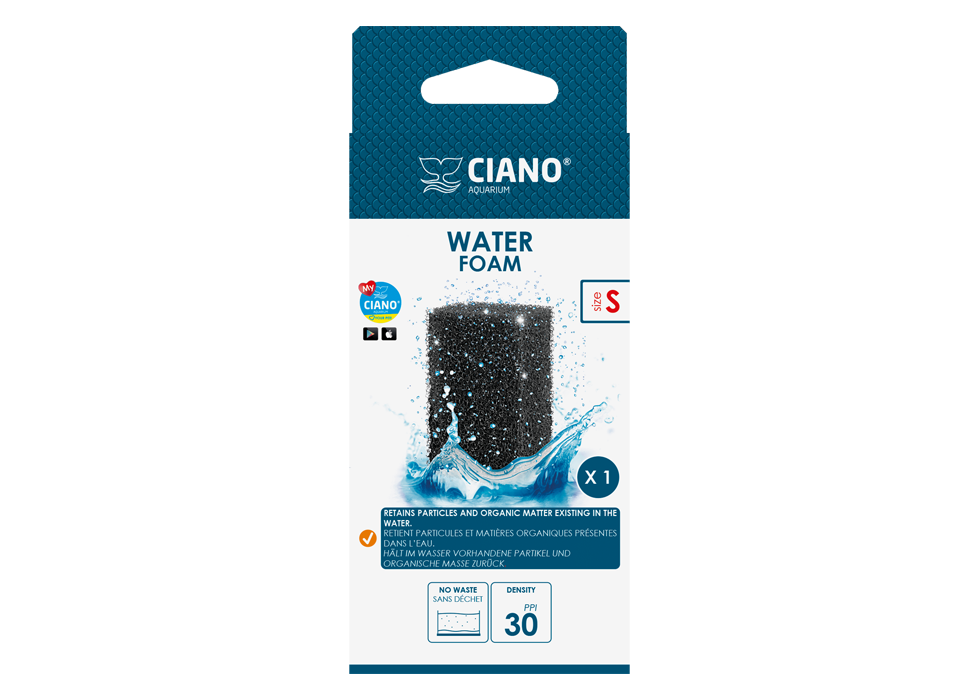 CIANO®
AQUARIUM
WATER
FOAM
MY
CIANO®
AQUARIUM
size S
X 1
RETAINS PARTICLES AND ORGANIC MATTER EXISTING IN THE
WATER.
RETIENT PARTICULES ET MATIÈRES ORGANIQUES PRÉSENTES
DANS L'EAU.
HÄLT IM WASSER VORHANDENE PARTIKEL UND
ORGANISCHE MASSE ZURÜCK
NO WASTE
SANS DÉCHET
DENSITY
PPI
30